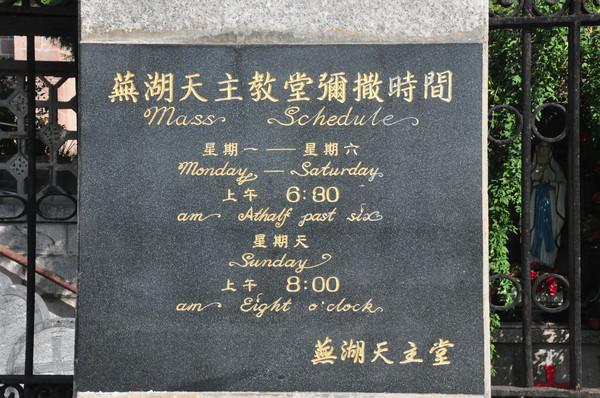 蕪湖天主教堂彌撒時間
Mass Schedule
星期一——星期六
Monday — Saturday
上午 6:30
am Athalf past six
星期天
Sunday
上午 8:00
am Eight o'clock
蕪湖天主堂